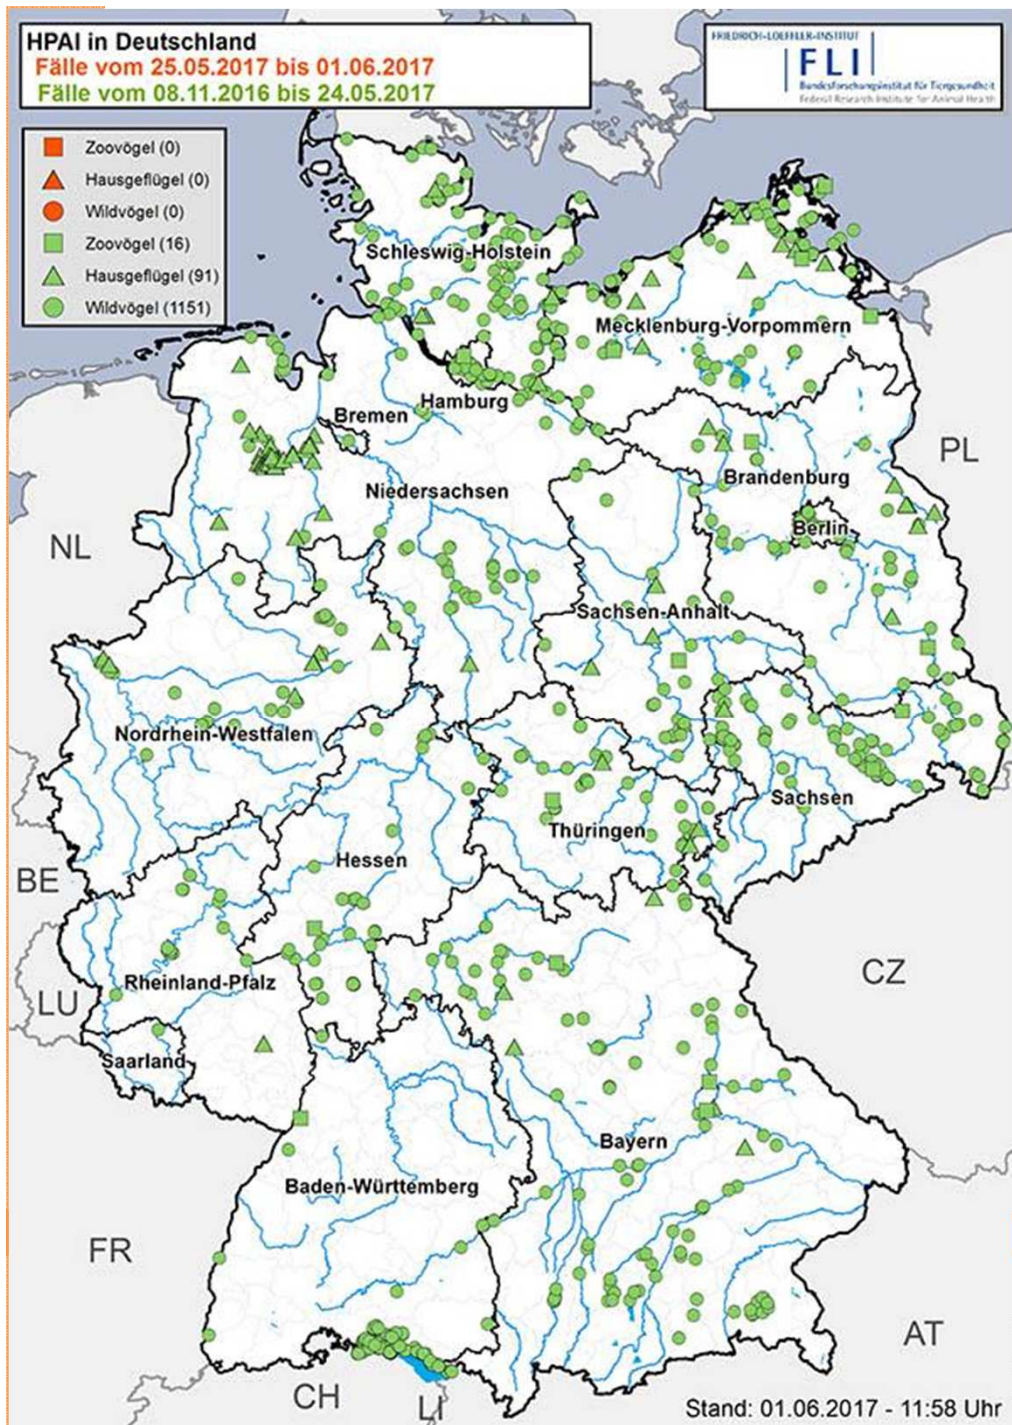 HPAI in Deutschland
Fälle vom 25.05.2017 bis 01.06.2017
Fälle vom 08.11.2016 bis 24.05.2017
FRIEDRICH-LOEFFLER-INSTITUT
FLI
Bundesforschungsinstitut für Tiergesundheit
Federal Research Institute for Animal Health
Zoovögel (0)
Hausgeflügel (0)
Wildvögel (0)
Zoovögel (16)
Hausgeflügel (91)
Wildvögel (1151)
Schleswig-Holstein
Mecklenburg-Vorpommern
Hamburg
Bremen
PL
Brandenburg
Niedersachsen
Berlin
NL
Sachsen-Anhalt
Nordrhein-Westfalen
Sachsen
Thüringen
Hessen
BE
CZ
Rheinland-Pfalz
LU
Saarland
Bayern
Baden-Württemberg
FR
AT
CH
LI
Stand: 01.06.2017 - 11:58 Uhr